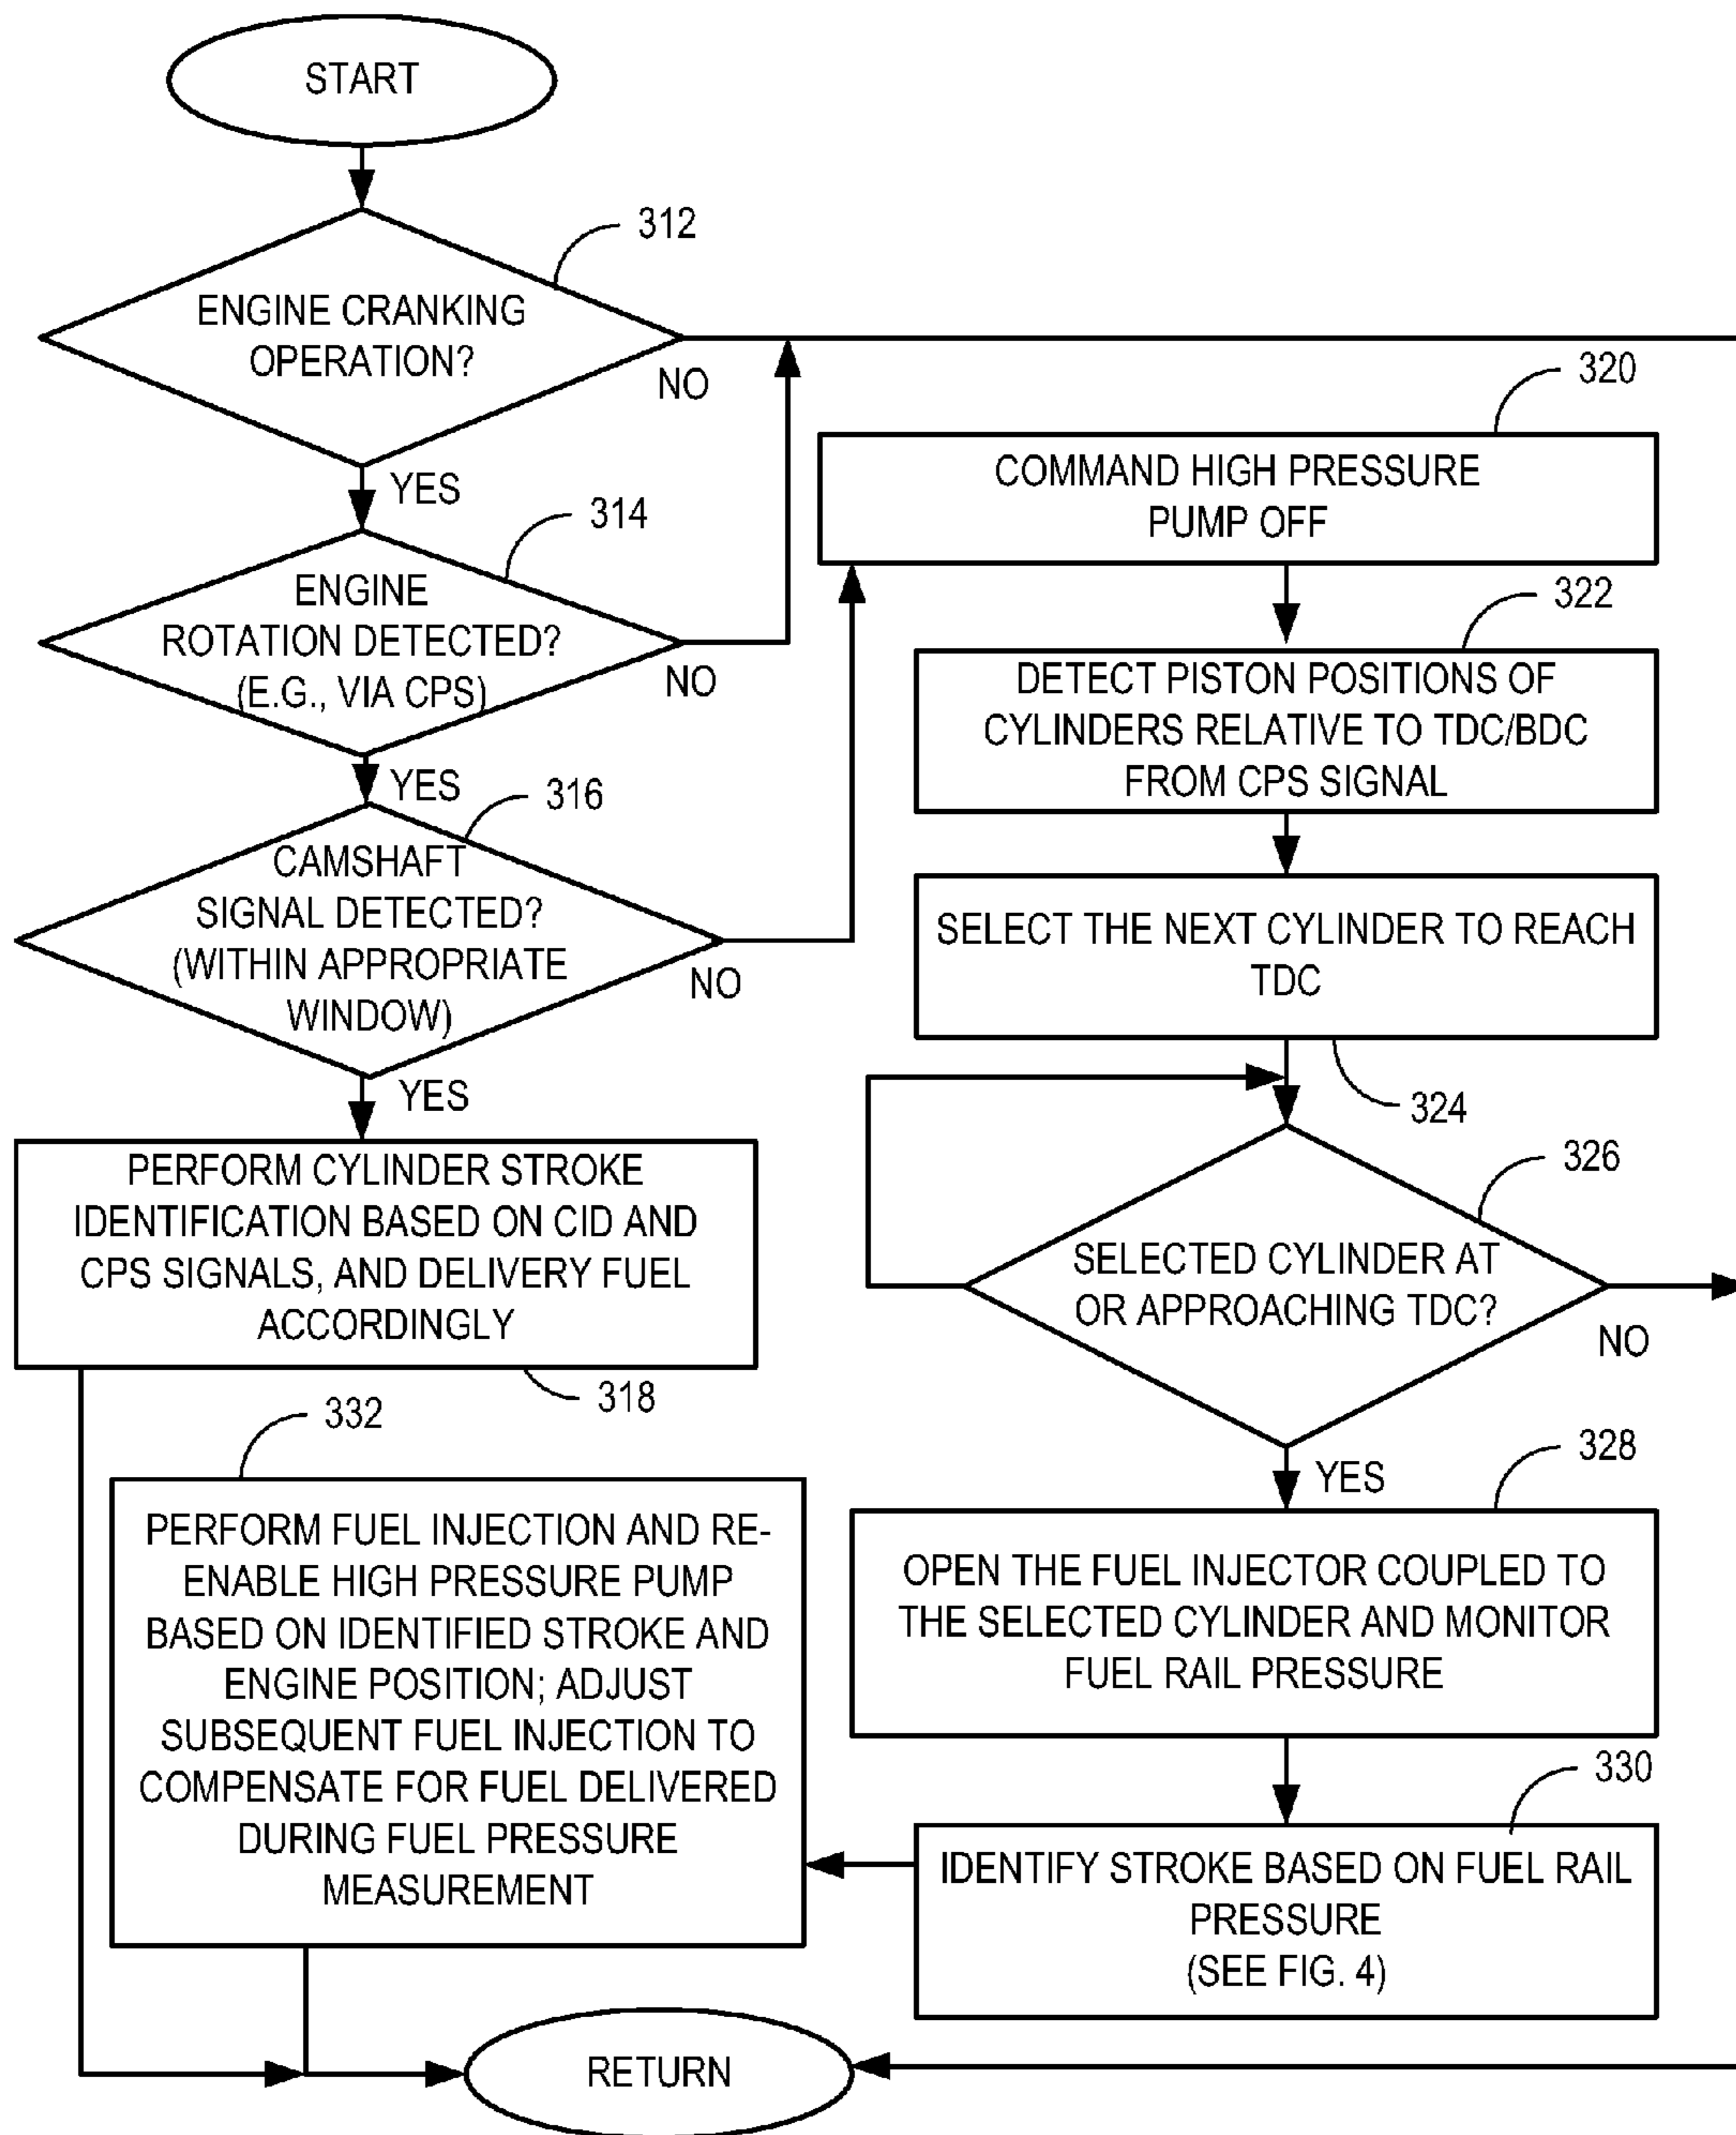 START
312
ENGINE CRANKING
OPERATION?
NO
YES
314
ENGINE
ROTATION DETECTED?
(E.G., VIA CPS)
NO
YES
316
CAMSHAFT
SIGNAL DETECTED?
(WITHIN APPROPRIATE
WINDOW)
NO
YES
PERFORM CYLINDER STROKE
IDENTIFICATION BASED ON CID AND
CPS SIGNALS, AND DELIVERY FUEL
ACCORDINGLY
318
320
COMMAND HIGH PRESSURE
PUMP OFF
322
DETECT PISTON POSITIONS OF
CYLINDERS RELATIVE TO TDC/BDC
FROM CPS SIGNAL
SELECT THE NEXT CYLINDER TO REACH
TDC
324
326
SELECTED CYLINDER AT
OR APPROACHING TDC?
NO
YES
328
OPEN THE FUEL INJECTOR COUPLED TO
THE SELECTED CYLINDER AND MONITOR
FUEL RAIL PRESSURE
330
IDENTIFY STROKE BASED ON FUEL RAIL
PRESSURE
(SEE FIG. 4)
332
PERFORM FUEL INJECTION AND RE-
ENABLE HIGH PRESSURE PUMP
BASED ON IDENTIFIED STROKE AND
ENGINE POSITION; ADJUST
SUBSEQUENT FUEL INJECTION TO
COMPENSATE FOR FUEL DELIVERED
DURING FUEL PRESSURE
MEASUREMENT
RETURN